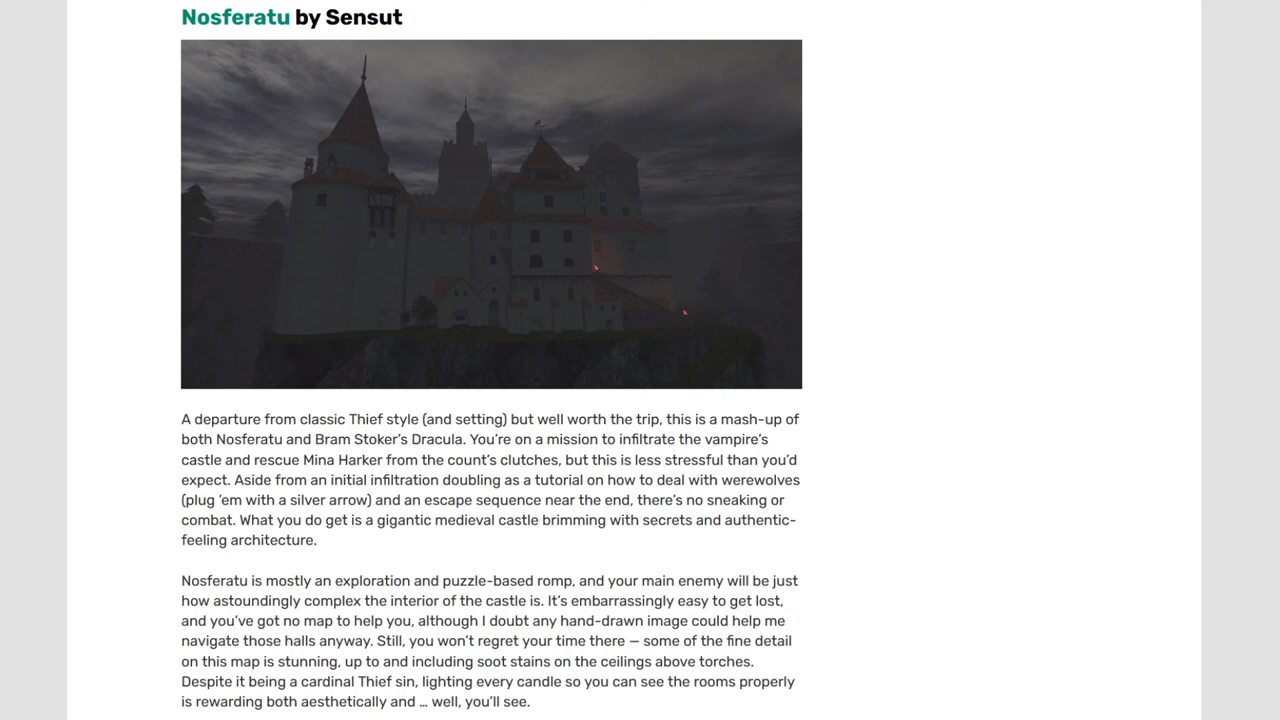 Nosferatu by Sensut
A departure from classic Thief style (and setting) but well worth the trip, this is a mash-up of
both Nosferatu and Bram Stoker’s Dracula. You’re on a mission to infiltrate the vampire’s
castle and rescue Mina Harker from the count’s clutches, but this is less stressful than you’d
expect. Aside from an initial infiltration doubling as a tutorial on how to deal with werewolves
(plug ’em with a silver arrow) and an escape sequence near the end, there’s no sneaking or
combat. What you do get is a gigantic medieval castle brimming with secrets and authentic-
feeling architecture.
Nosferatu is mostly an exploration and puzzle-based romp, and your main enemy will be just
how astoundingly complex the interior of the castle is. It’s embarrassingly easy to get lost,
and you’ve got no map to help you, although I doubt any hand-drawn image could help me
navigate those halls anyway. Still, you won’t regret your time there — some of the fine detail
on this map is stunning, up to and including soot stains on the ceilings above torches.
Despite it being a cardinal Thief sin, lighting every candle so you can see the rooms properly
is rewarding both aesthetically and … well, you’ll see.